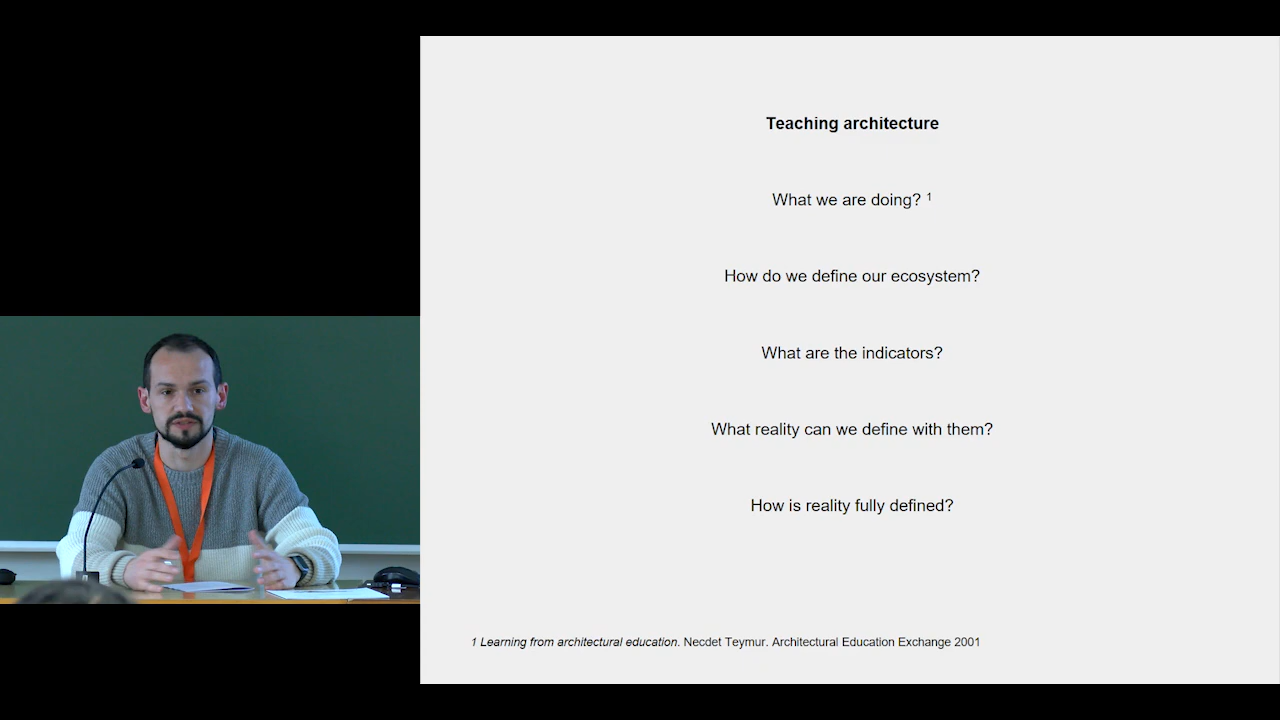 Teaching architecture
What we are doing? 1
How do we define our ecosystem?
What are the indicators?
What reality can we define with them?
How is reality fully defined?
1 Learning from architectural education. Necdet Teymur. Architectural Education Exchange 2001